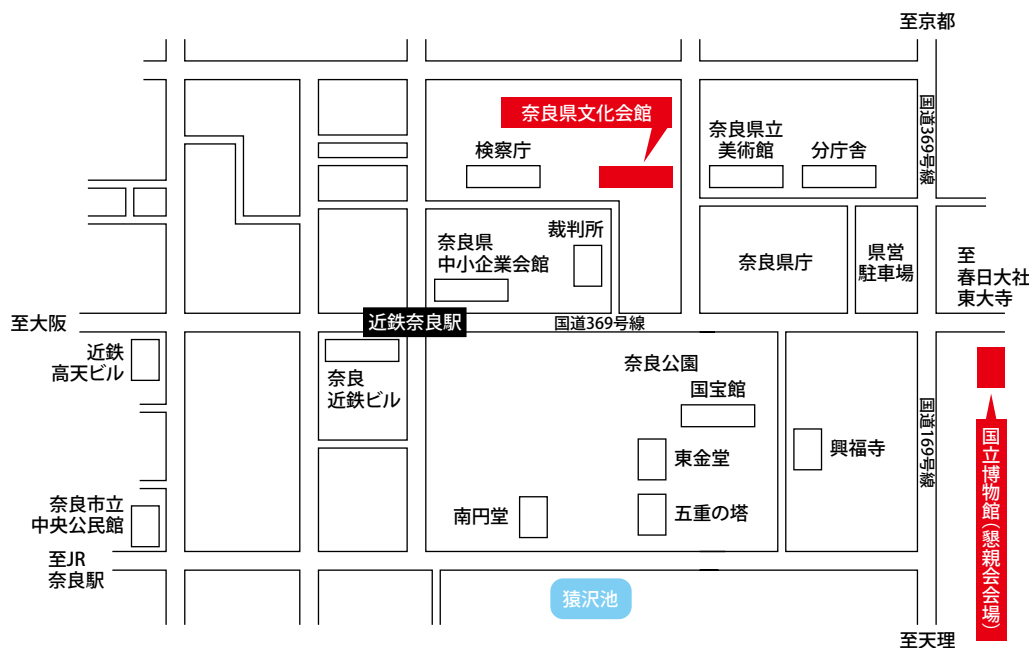 至京都
奈良県文化会館
検察庁
奈良県立
美術館
分庁舎
国道369号線
奈良県
中小企業会館
裁判所
奈良県庁
県営
駐車場
至
春日大社
東大寺
至大阪
近鉄奈良駅
国道369号線
近鉄
高天ビル
奈良
近鉄ビル
奈良公園
国宝館
東金堂
興福寺
国道169号線
国立博物館(懇親会会場)
奈良市立
中央公民館
南円堂
五重の塔
至JR
奈良駅
猿沢池
至天理